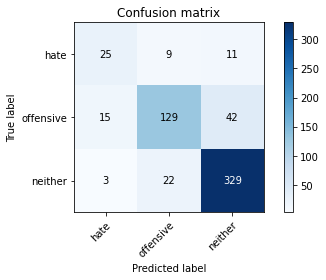 Confusion matrix
hate 25 9 11
offensive 15 129 42
neither 3 22 329
hate offensive neither
Predicted label
True label
300
250
200
150
100
50